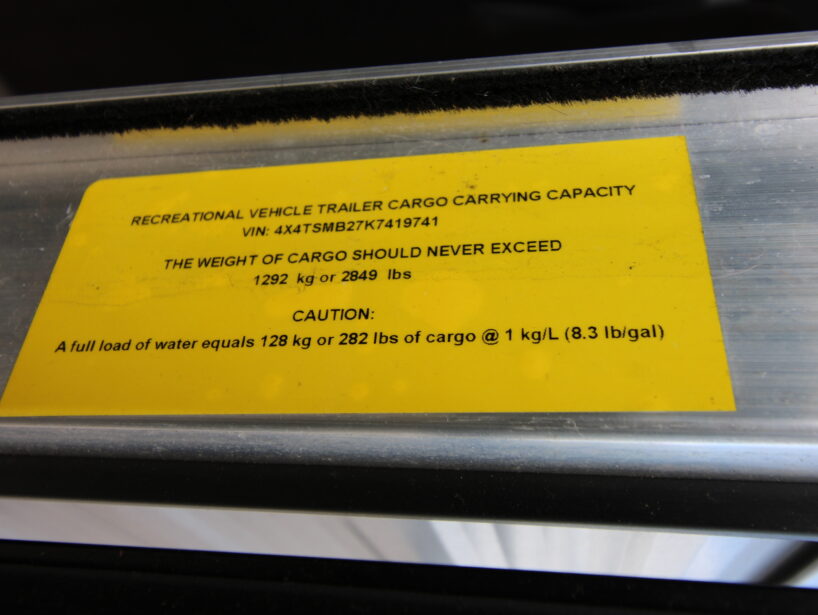 RECREATIONAL VEHICLE TRAILER CARGO CARRYING CAPACITY
VIN: 4X4TSMB27K7419741
THE WEIGHT OF CARGO SHOULD NEVER EXCEED
1292 kg or 2849 lbs
CAUTION:
A full load of water equals 128 kg or 282 lbs of cargo @ 1 kg/L (8.3 lb/gal)